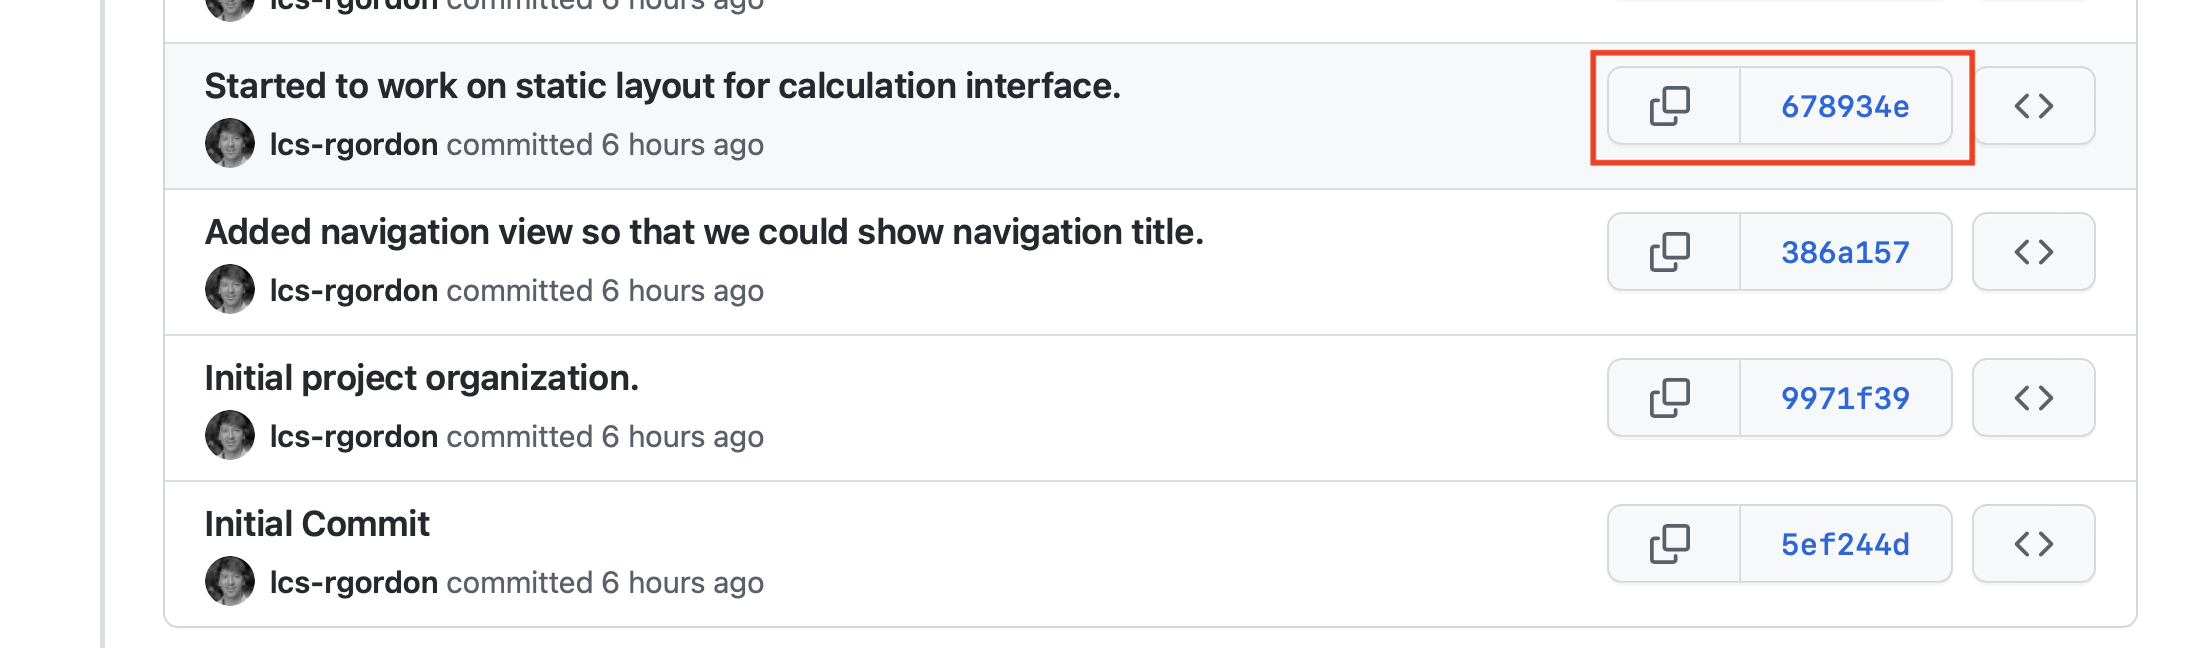 lcs-rgordon committed 6 hours ago
Started to work on static layout for calculation interface.
678934e
lcs-rgordon committed 6 hours ago
Added navigation view so that we could show navigation title.
386a157
lcs-rgordon committed 6 hours ago
Initial project organization.
9971f39
lcs-rgordon committed 6 hours ago
Initial Commit
5ef244d
lcs-rgordon committed 6 hours ago